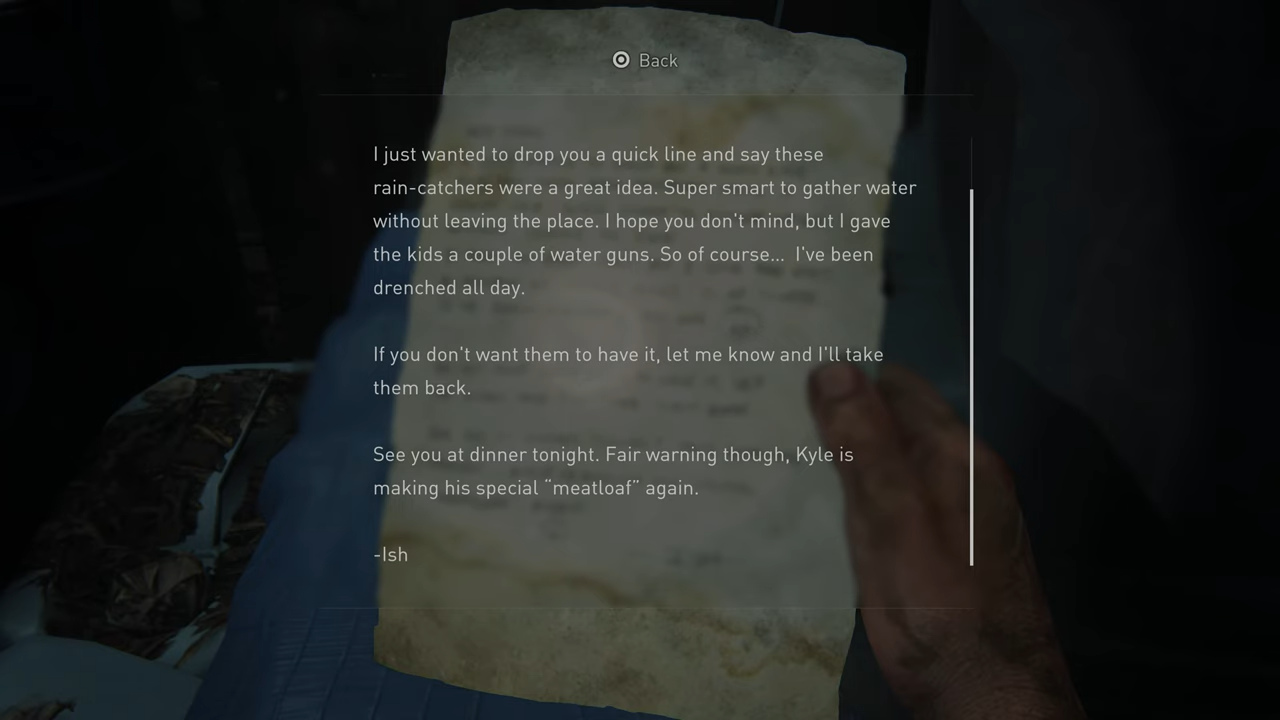 Back
I just wanted to drop you a quick line and say these
rain-catchers were a great idea. Super smart to gather water
without leaving the place. I hope you don't mind, but I gave
the kids a couple of water guns. So of course... I've been
drenched all day.
If you don't want them to have it, let me know and I'll take
them back.
See you at dinner tonight. Fair warning though, Kyle is
making his special “meatloaf” again.
-Ish